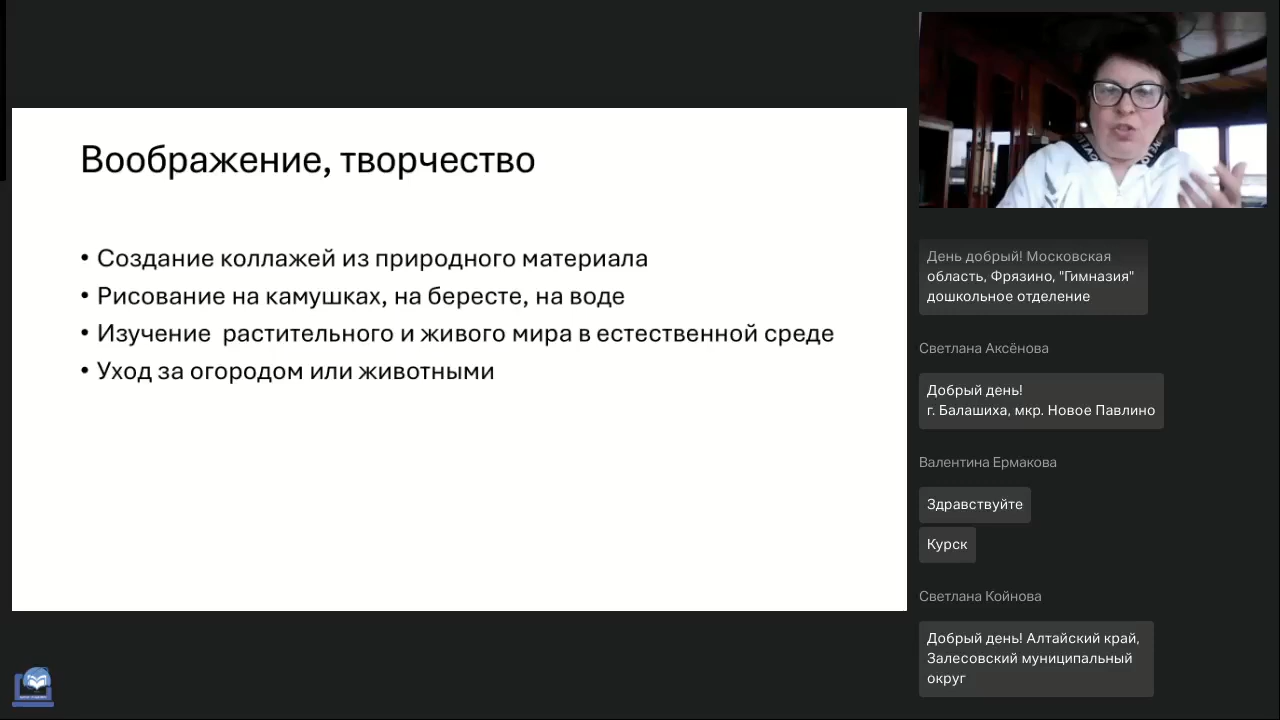 Воображение, творчество
• Создание коллажей из природного материала
• Рисование на камушках, на бересте, на воде
• Изучение  растительного и живого мира в естественной среде
• Уход за огородом или животными
День добрый! Московская
область, Фрязино, "Гимназия"
дошкольное отделение
Светлана Аксёнова
Добрый день!
г. Балашиха, мкр. Новое Павлино
Валентина Ермакова
Здравствуйте
Курск
Светлана Койнова
Добрый день! Алтайский край,
Залесовский муниципальный
округ